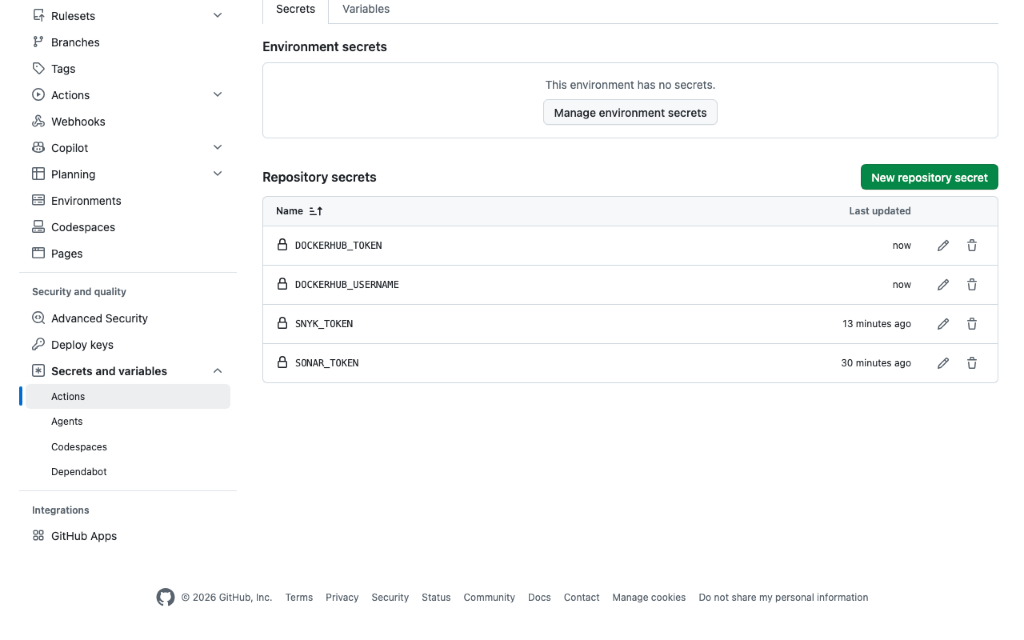 Rulesets
Branches
Tags
Actions
Webhooks
Copilot
Planning
Environments
Codespaces
Pages
Security and quality
Advanced Security
Deploy keys
Secrets and variables
Actions
Agents
Codespaces
Dependabot
Integrations
GitHub Apps
Secrets Variables
Environment secrets
This environment has no secrets.
Manage environment secrets
Repository secrets New repository secret
Name Last updated
DOCKERHUB_TOKEN now
DOCKERHUB_USERNAME now
SNYK_TOKEN 13 minutes ago
SONAR_TOKEN 30 minutes ago
© 2026 GitHub, Inc. Terms Privacy Security Status Community Docs Contact Manage cookies Do not share my personal information